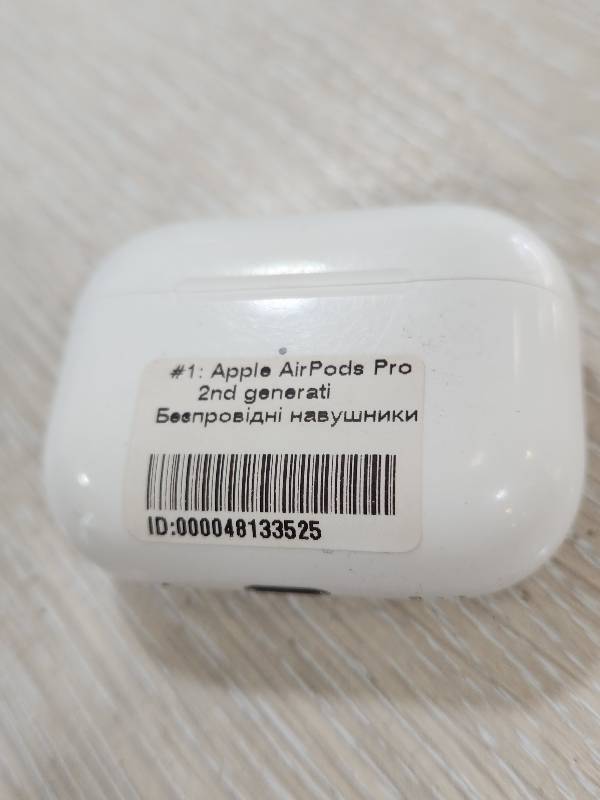 #1: Apple AirPods Pro
2nd generati
Безпровідні навушники
ID:000048133525